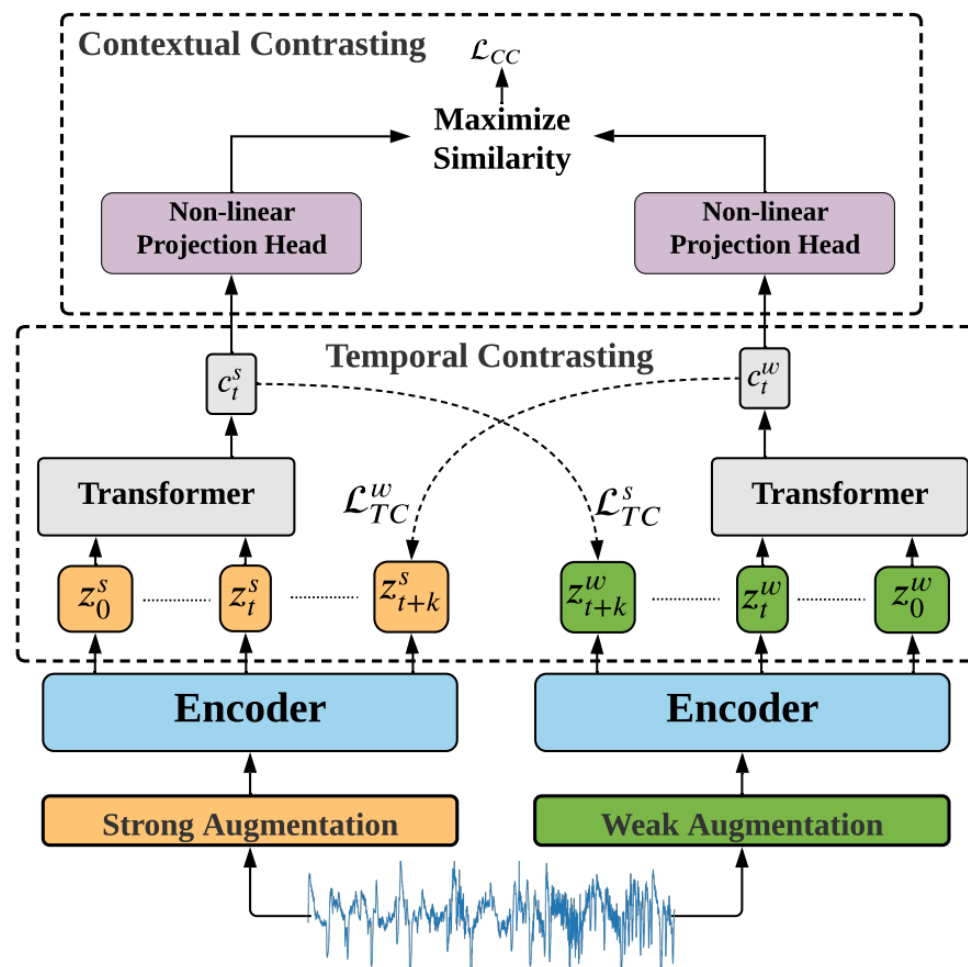 Contextual Contrasting
ℒ_CC
Maximize
Similarity
Non-linear
Projection Head
Non-linear
Projection Head
Temporal Contrasting
c_t^s
c_t^w
Transformer
ℒ_TC^w
ℒ_TC^s
Transformer
z_0^s
z_t^s
z_{t+k}^s
z_{t+k}^w
z_t^w
z_0^w
Encoder
Encoder
Strong Augmentation
Weak Augmentation